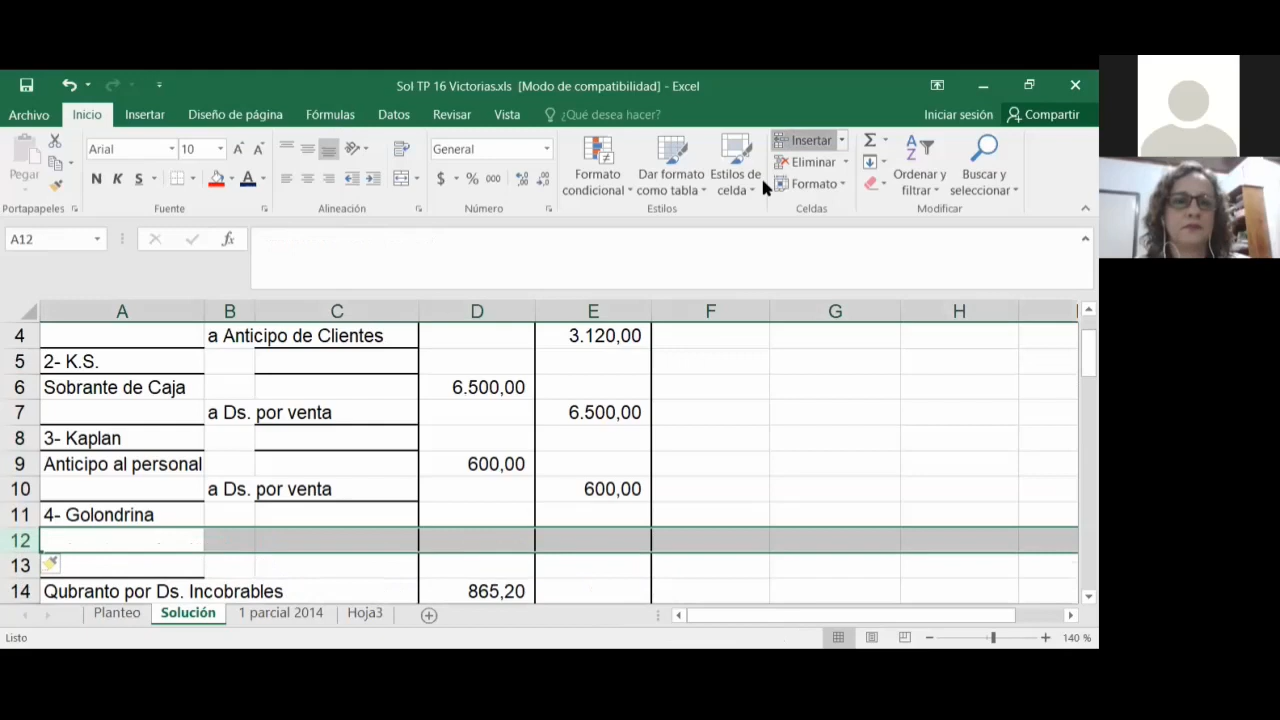 Sol TP 16 Victorias.xls [Modo de compatibilidad] - Excel
Archivo Inicio Insertar Diseño de página Fórmulas Datos Revisar Vista ¿Qué desea hacer? Iniciar sesión Compartir
Pegar
Arial 10
N K S
General
$ % 000
Formato condicional
Dar formato como tabla
Estilos de celda
Insertar
Eliminar
Formato
Ordenar y filtrar
Buscar y seleccionar
Portapapeles Fuente Alineación Número Estilos Celdas Modificar
A12 fx
A B C D E F G H
4 a Anticipo de Clientes 3.120,00
5 2- K.S.
6 Sobrante de Caja 6.500,00
7 a Ds. por venta 6.500,00
8 3- Kaplan
9 Anticipo al personal 600,00
10 a Ds. por venta 600,00
11 4- Golondrina
12
13
14 Qubranto por Ds. Incobrables 865,20
Planteo Solución 1 parcial 2014 Hoja3
Listo 140 %